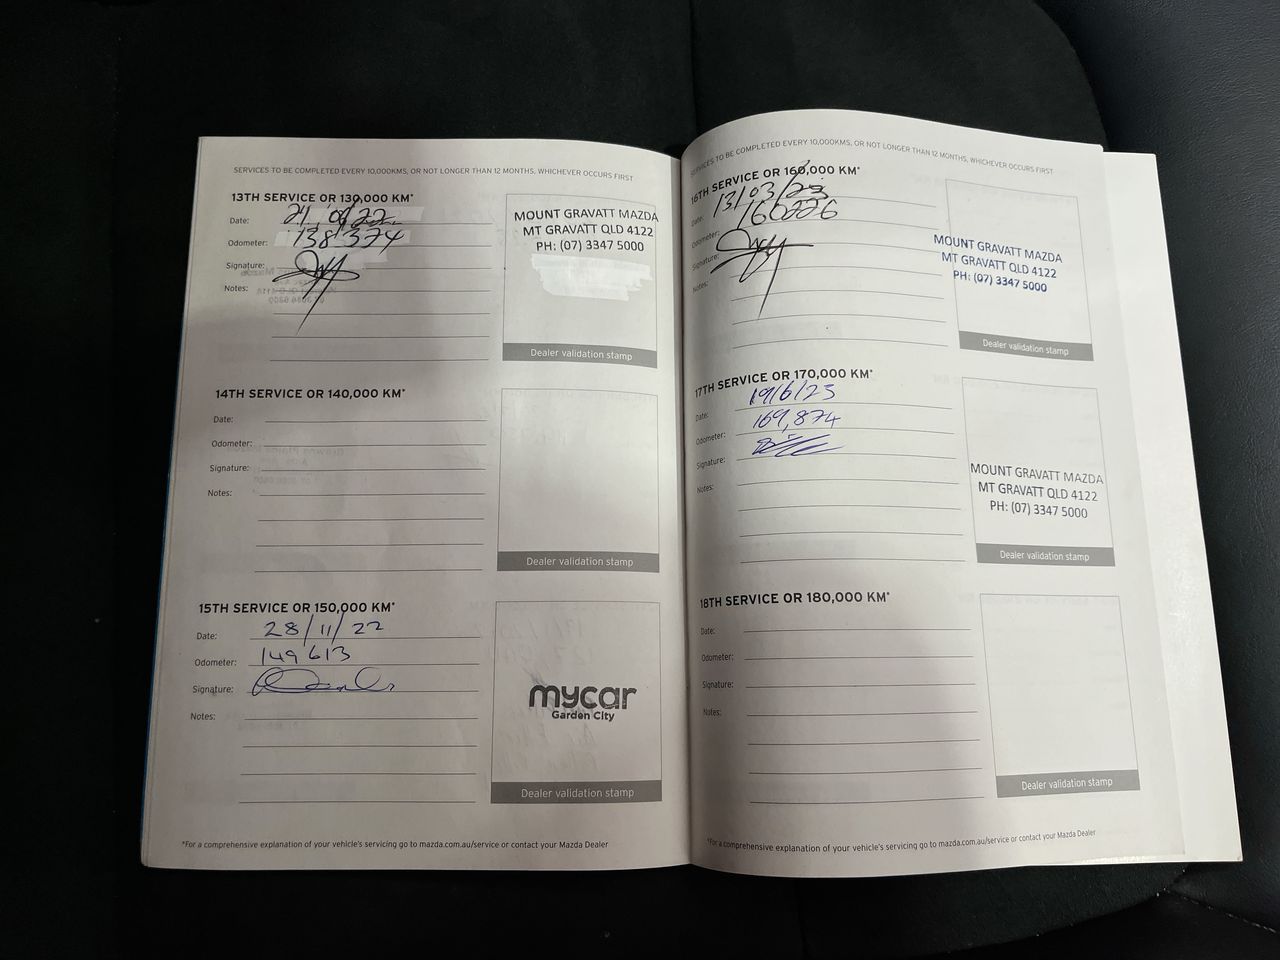 SERVICES TO BE COMPLETED EVERY 10,000KMS, OR NOT LONGER THAN 12 MONTHS, WHICHEVER OCCURS FIRST
13TH SERVICE OR 130,000 KM*
Date:
Odometer: 138374
Signature:
Notes:
MOUNT GRAVATT MAZDA
MT GRAVATT QLD 4122
PH: (07) 3347 5000
Dealer validation stamp
14TH SERVICE OR 140,000 KM*
Date:
Odometer:
Signature:
Notes:
Dealer validation stamp
15TH SERVICE OR 150,000 KM*
Date: 28/11/22
Odometer: 149613
Signature:
Notes:
mycar
Garden City
Dealer validation stamp
*For a comprehensive explanation of your vehicle's servicing go to mazda.com.au/service or contact your Mazda Dealer
SERVICES TO BE COMPLETED EVERY 10,000KMS, OR NOT LONGER THAN 12 MONTHS, WHICHEVER OCCURS FIRST
16TH SERVICE OR 160,000 KM*
Date: 13/03/23
Odometer: 160226
Signature:
Notes:
MOUNT GRAVATT MAZDA
MT GRAVATT QLD 4122
PH: (07) 3347 5000
Dealer validation stamp
17TH SERVICE OR 170,000 KM*
Date: 19/6/23
Odometer: 169,874
Signature:
Notes:
MOUNT GRAVATT MAZDA
MT GRAVATT QLD 4122
PH: (07) 3347 5000
Dealer validation stamp
18TH SERVICE OR 180,000 KM*
Date:
Odometer:
Signature:
Notes:
Dealer validation stamp
*For a comprehensive explanation of your vehicle's servicing go to mazda.com.au/service or contact your Mazda Dealer